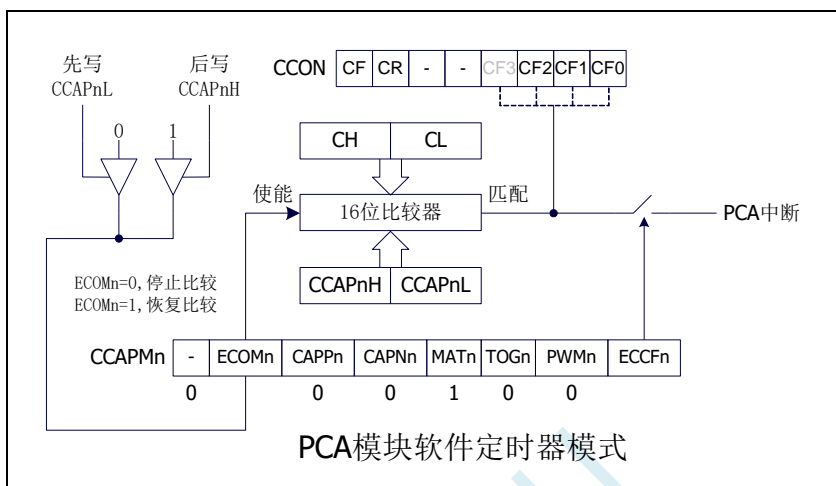 先写
CCAPnL
后写
CCAPnH
CCON CF CR - - CF3 CF2 CF1 CF0
0 1
CH CL
使能
16位比较器
匹配
PCA中断
CCAPnH CCAPnL
ECOMn=0,停止比较
ECOMn=1,恢复比较
CCAPMn - ECOMn CAPPn CAPNn MATn TOGn PWMn ECCFn
0 0 0 1 0 0
PCA模块软件定时器模式